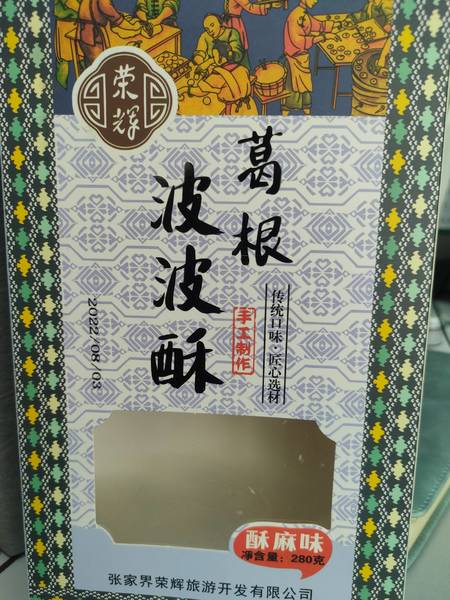 荣辉
葛根
波波酥
手工制作
传统口味·匠心选材
2022/08/03
酥麻味
净含量：280克
张家界荣辉旅游开发有限公司